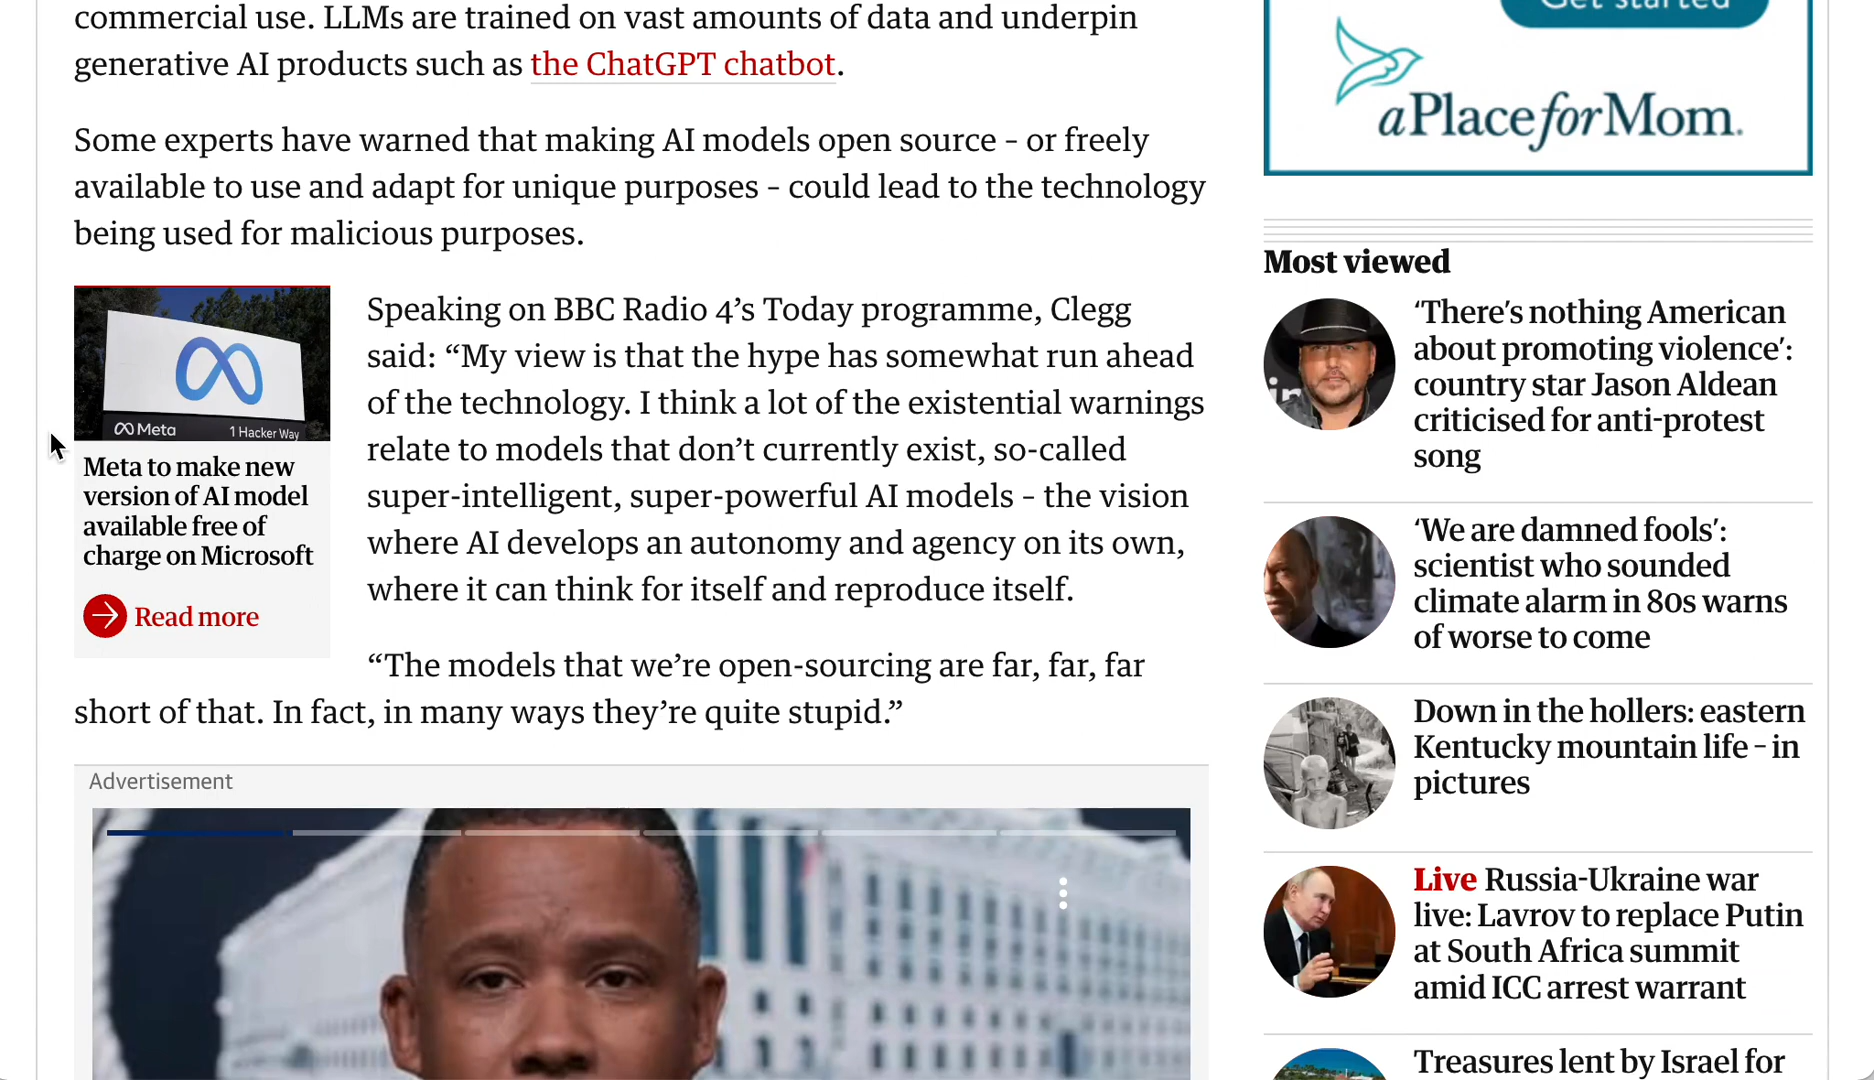 commercial use. LLMs are trained on vast amounts of data and underpin
generative AI products such as the ChatGPT chatbot.
Some experts have warned that making AI models open source – or freely
available to use and adapt for unique purposes – could lead to the technology
being used for malicious purposes.
Meta
1 Hacker Way
Meta to make new
version of AI model
available free of
charge on Microsoft
Read more
Speaking on BBC Radio 4’s Today programme, Clegg
said: “My view is that the hype has somewhat run ahead
of the technology. I think a lot of the existential warnings
relate to models that don’t currently exist, so-called
super-intelligent, super-powerful AI models – the vision
where AI develops an autonomy and agency on its own,
where it can think for itself and reproduce itself.
“The models that we’re open-sourcing are far, far, far
short of that. In fact, in many ways they’re quite stupid.”
Advertisement
Get started
aPlaceforMom.
Most viewed
‘There’s nothing American
about promoting violence’:
country star Jason Aldean
criticised for anti-protest
song
‘We are damned fools’:
scientist who sounded
climate alarm in 80s warns
of worse to come
Down in the hollers: eastern
Kentucky mountain life – in
pictures
Live Russia-Ukraine war
live: Lavrov to replace Putin
at South Africa summit
amid ICC arrest warrant
Treasures lent by Israel for